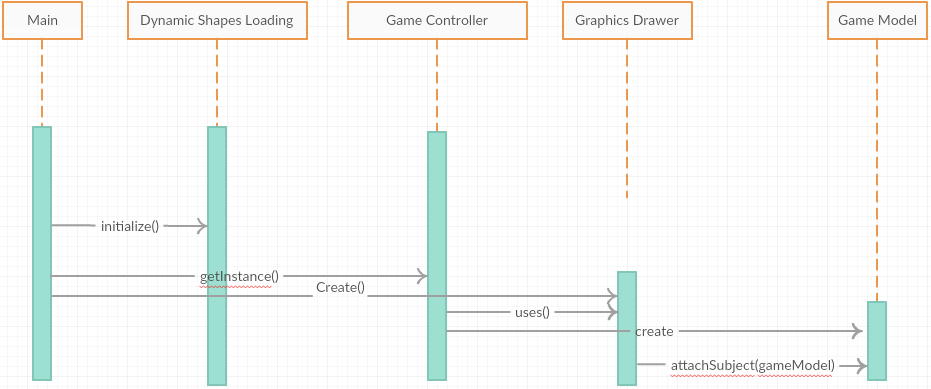 Main
Dynamic Shapes Loading
Game Controller
Graphics Drawer
Game Model
initialize()
getInstance()
Create()
uses()
create
attachSubject(gameModel)